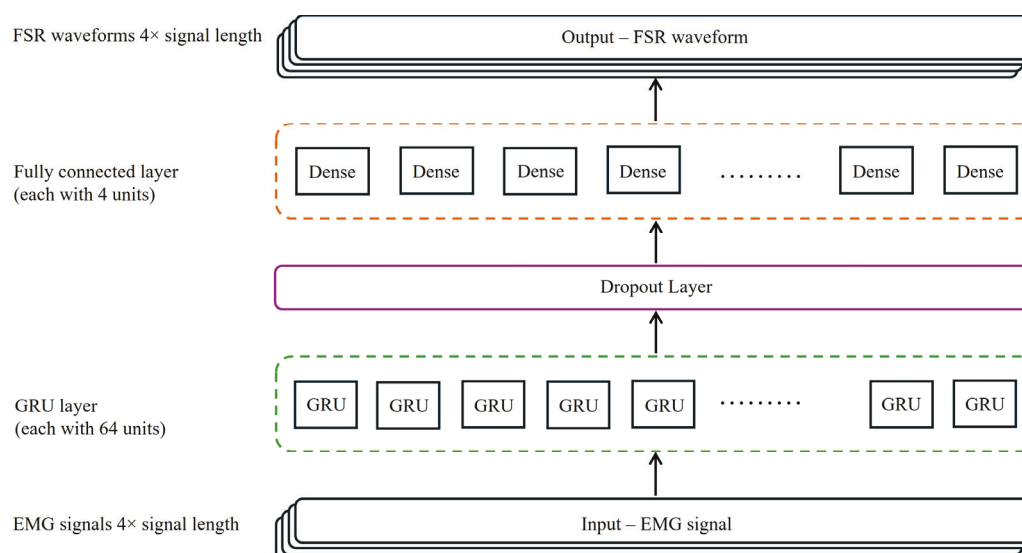 FSR waveforms 4× signal length
Output – FSR waveform
Fully connected layer
(each with 4 units)
Dense Dense Dense Dense ......... Dense Dense
Dropout Layer
GRU layer
(each with 64 units)
GRU GRU GRU GRU GRU ......... GRU GRU
EMG signals 4× signal length
Input – EMG signal